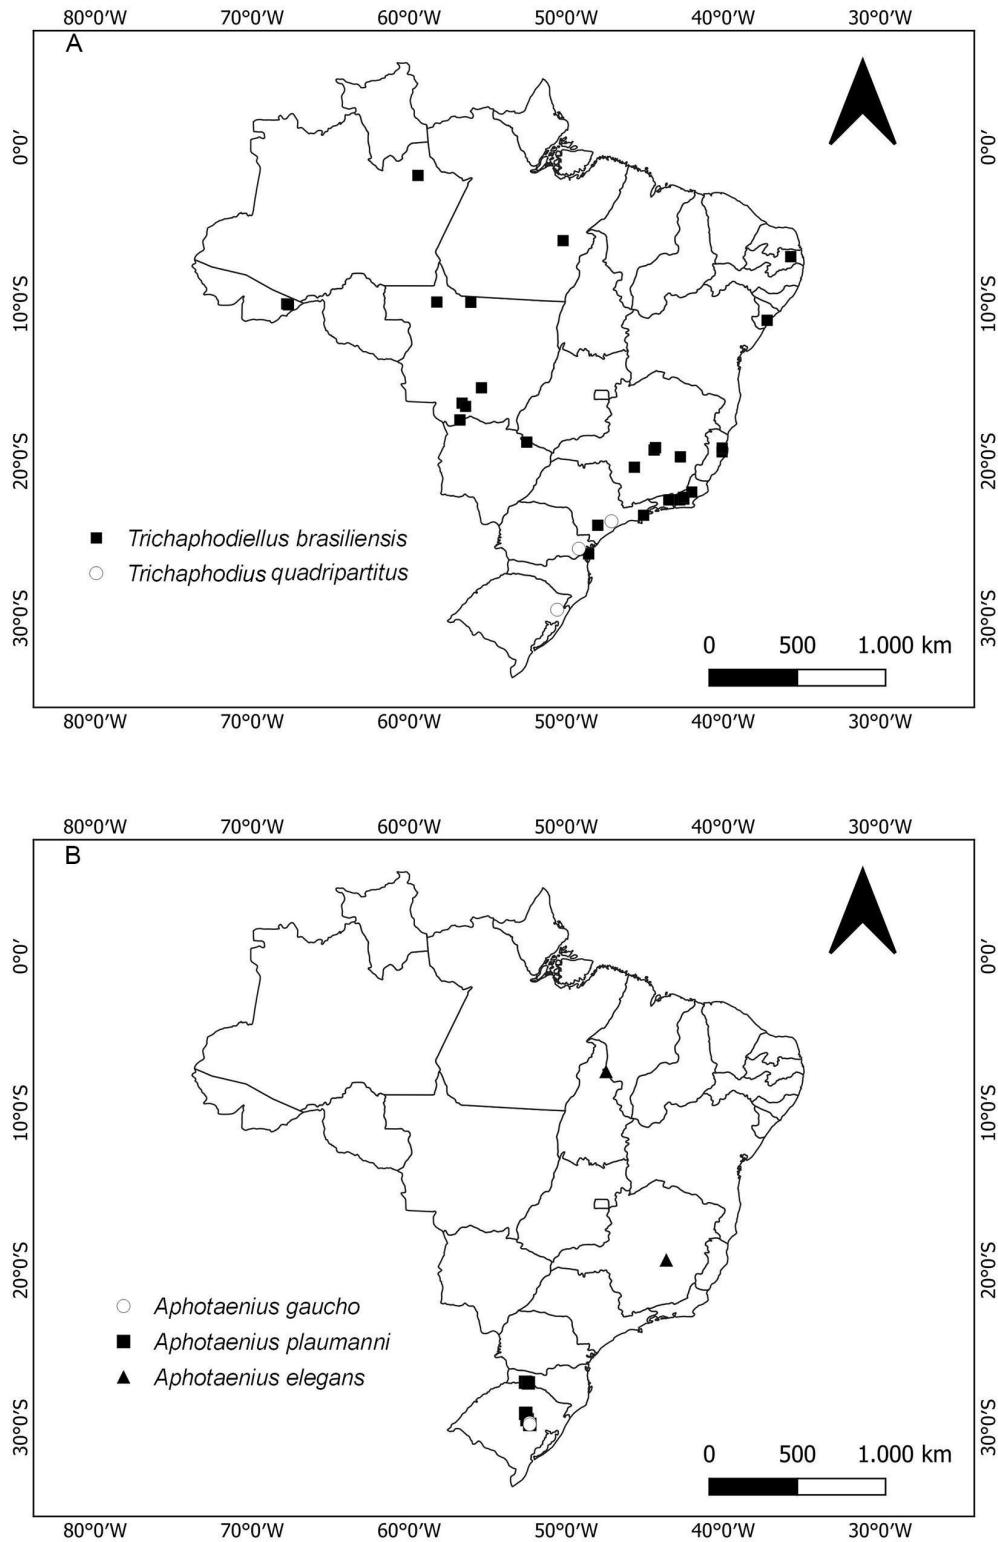 80°0'W 70°0'W 60°0'W 50°0'W 40°0'W 30°0'W
A
0°0' 0°0'
10°0'S 10°0'S
20°0'S 20°0'S
Trichaphodiellus brasiliensis
Trichaphodius quadripartitus
30°0'S 30°0'S
0 500 1.000 km
80°0'W 70°0'W 60°0'W 50°0'W 40°0'W 30°0'W
80°0'W 70°0'W 60°0'W 50°0'W 40°0'W 30°0'W
B
0°0' 0°0'
10°0'S 10°0'S
20°0'S 20°0'S
Aphotaenius gaucho
Aphotaenius plaumanni
Aphotaenius elegans
30°0'S 30°0'S
0 500 1.000 km
80°0'W 70°0'W 60°0'W 50°0'W 40°0'W 30°0'W